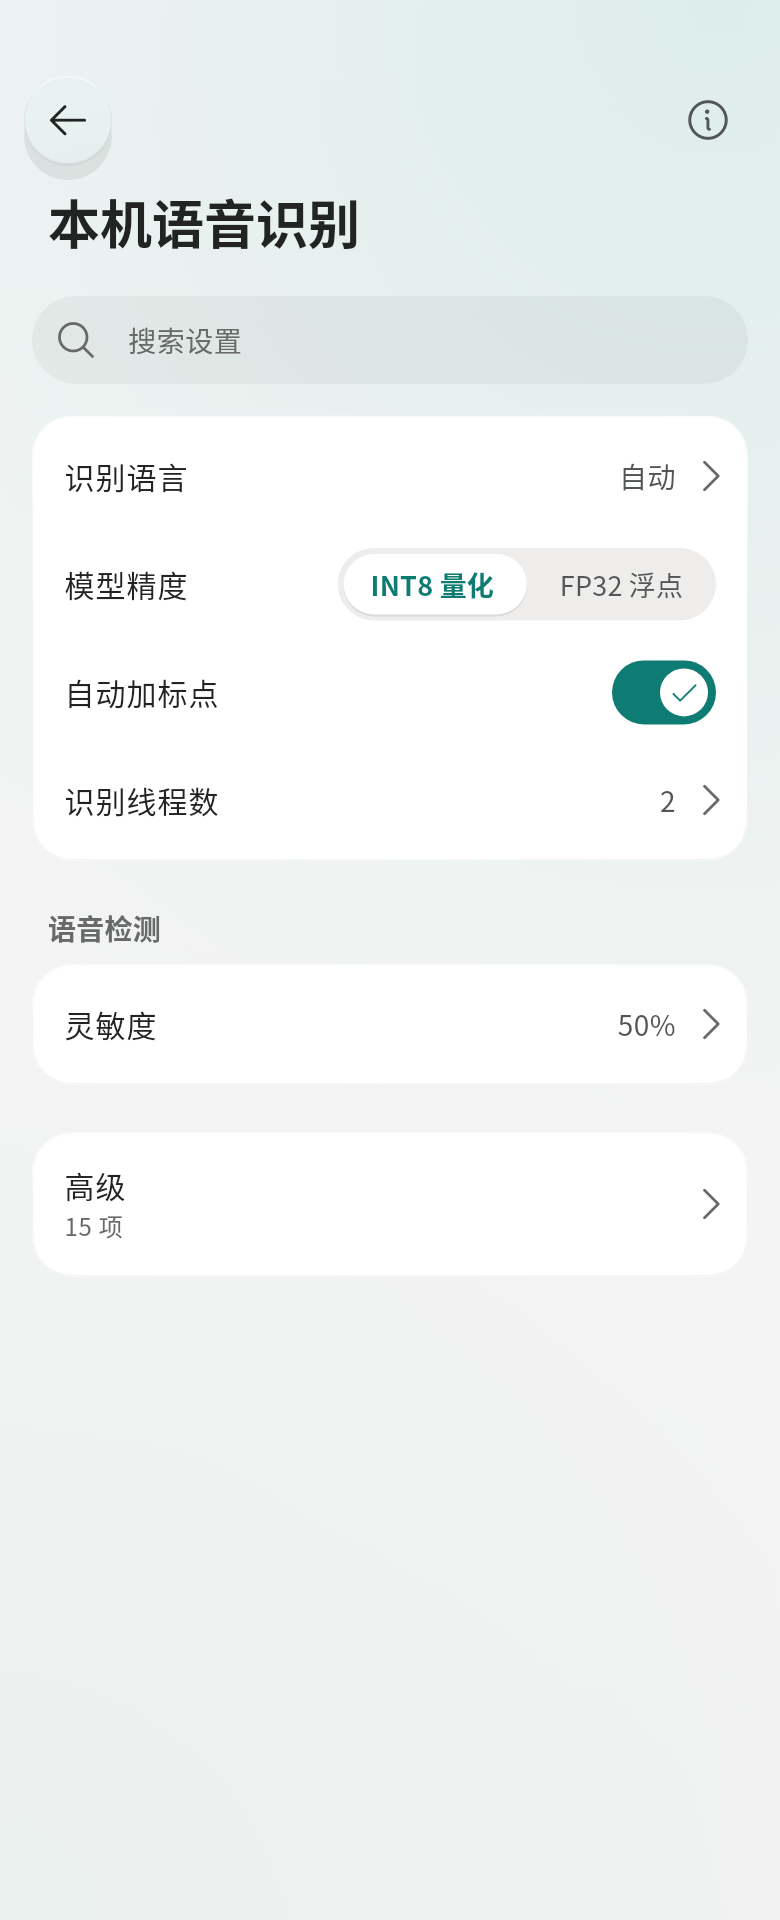 本机语音识别
搜索设置
识别语言 自动
模型精度 INT8 量化 FP32 浮点
自动加标点
识别线程数 2
语音检测
灵敏度 50%
高级
15 项